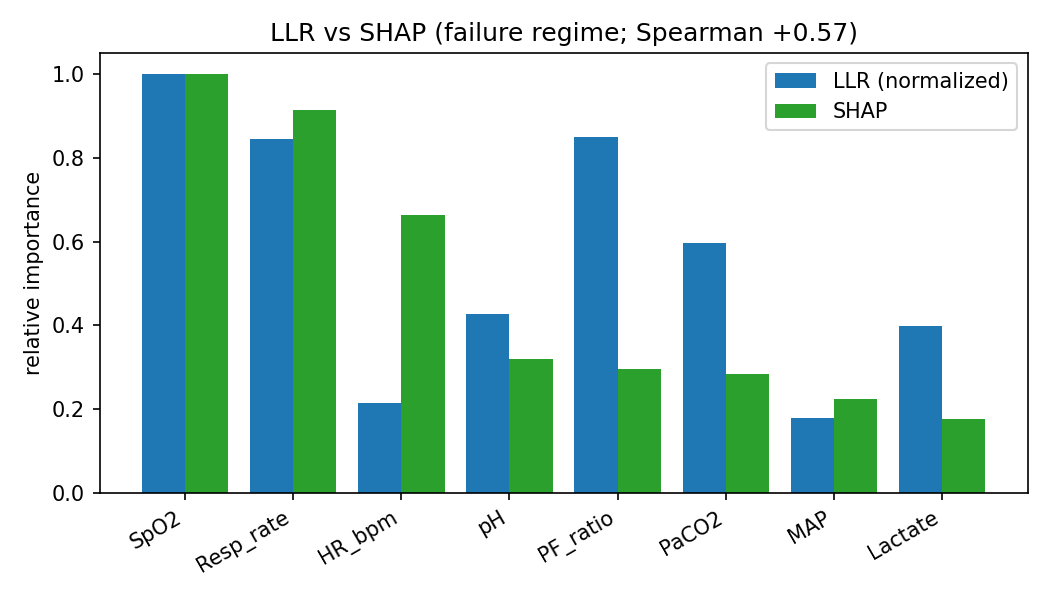 LLR vs SHAP (failure regime; Spearman +0.57)
LLR (normalized)
SHAP
relative importance
1.0
0.8
0.6
0.4
0.2
0.0
SpO2
Resp_rate
HR_bpm
pH
PF_ratio
PaCO2
MAP
Lactate